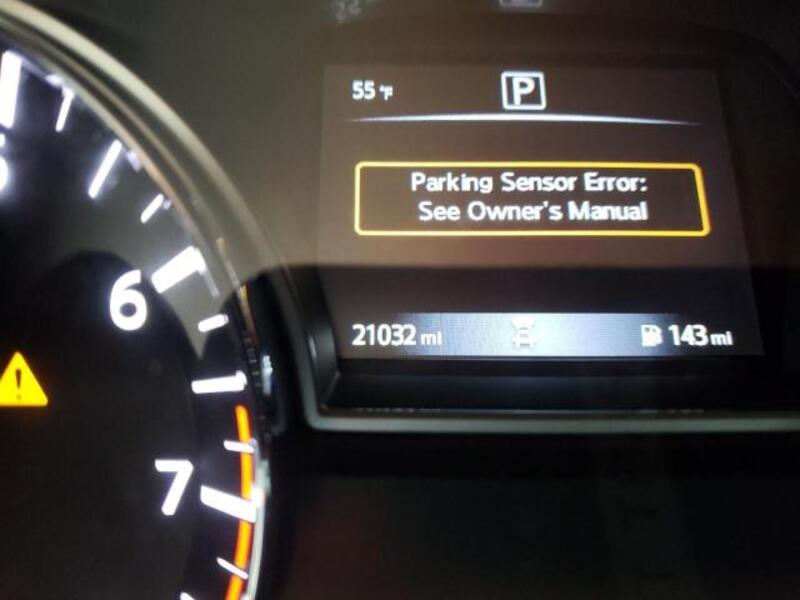 55 °F
P
Parking Sensor Error:
See Owner's Manual
21032 mi
143 mi
6
7